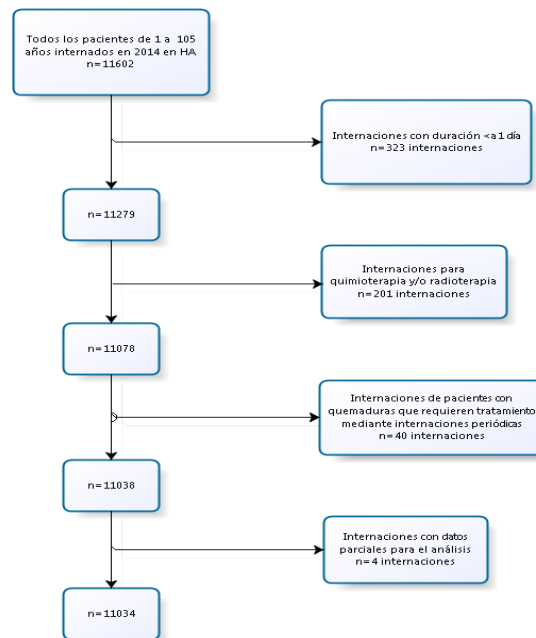 Todos los pacientes de 1 a 105
años internados en 2014 en HA
n=11602
Internaciones con duración <a 1 día
n=323 internaciones
n=11279
Internaciones para
quimioterapia y/o radioterapia
n=201 internaciones
n=11078
Internaciones de pacientes con
quemaduras que requieren tratamiento
mediante internaciones periódicas
n=40 internaciones
n=11038
Internaciones con datos
parciales para el análisis
n=4 internaciones
n=11034